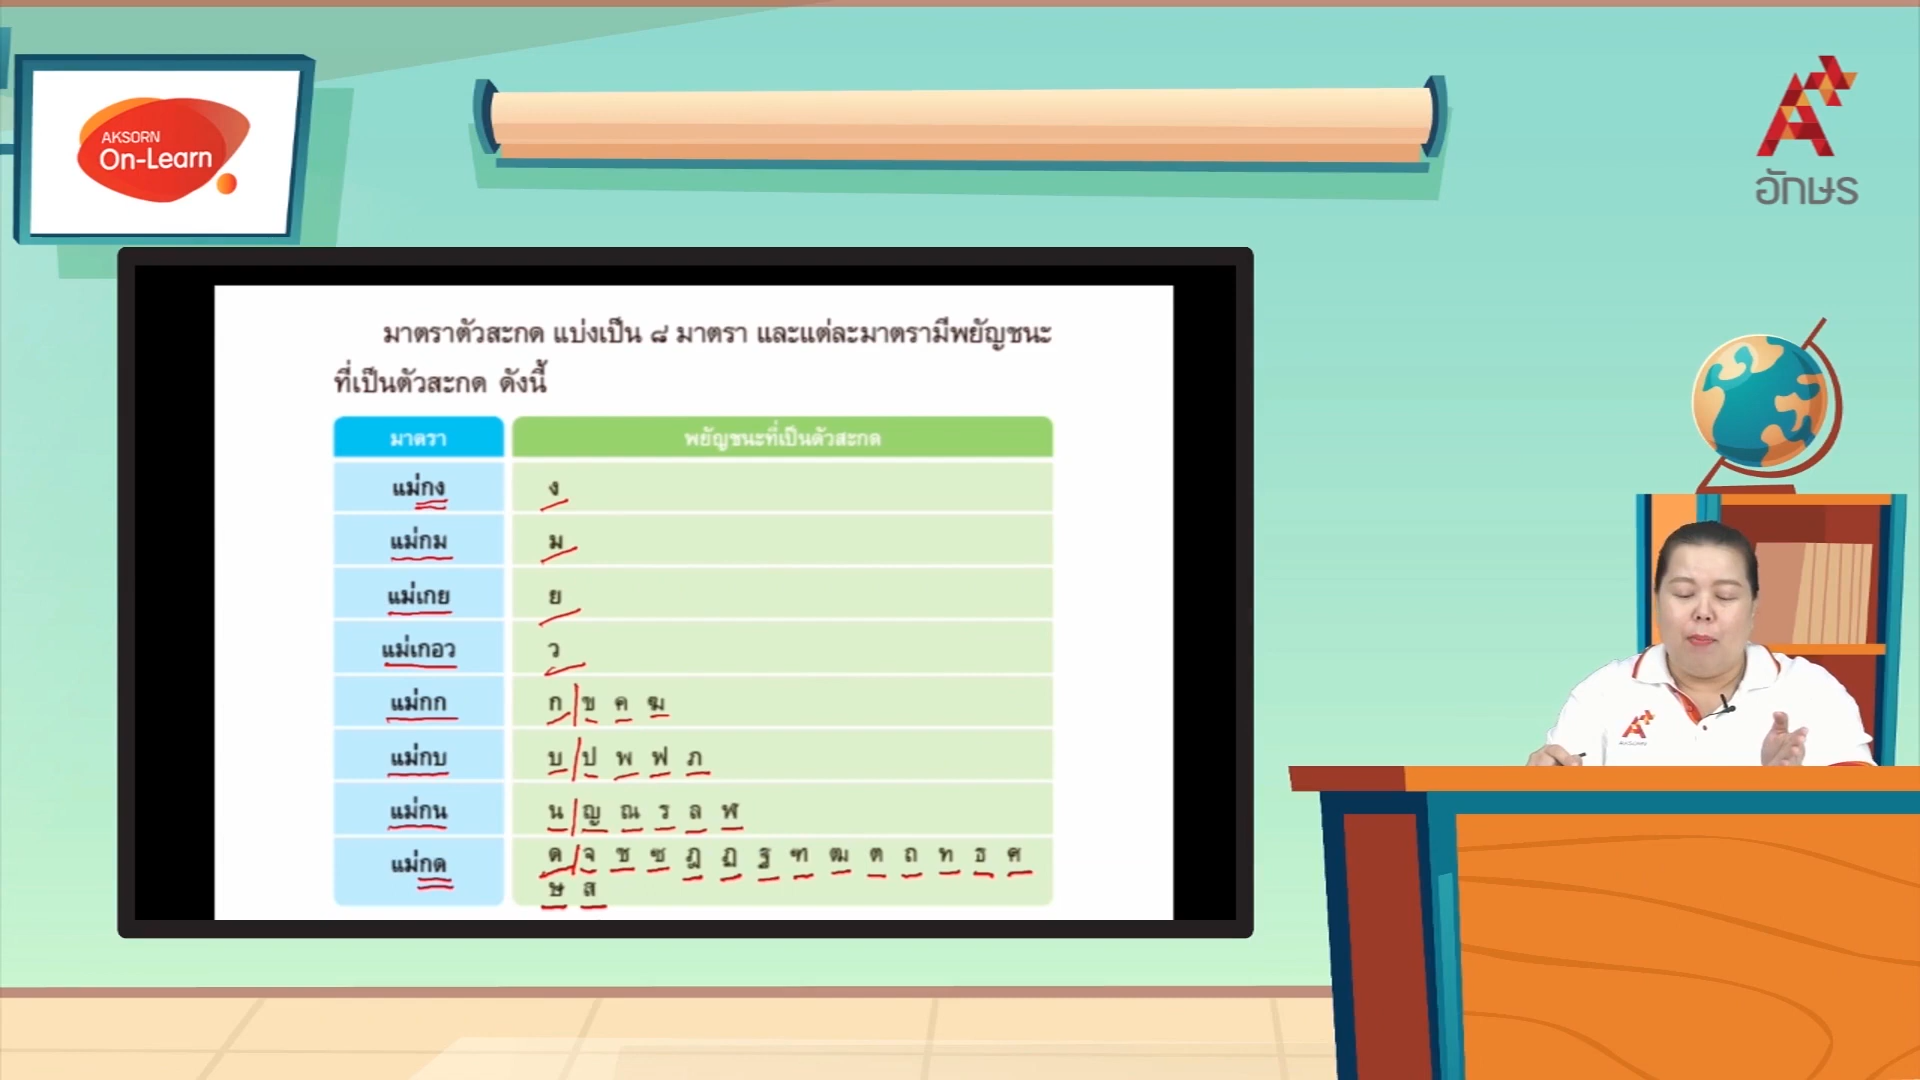 AKSORN
On-Learn
อักษร
มาตราตัวสะกด แบ่งเป็น ๘ มาตรา และแต่ละมาตรามีพยัญชนะ
ที่เป็นตัวสะกด ดังนี้
มาตรา พยัญชนะที่เป็นตัวสะกด
แม่กง ง
แม่กม ม
แม่เกย ย
แม่เกอว ว
แม่กก ก ข ค ฆ
แม่กบ บ ป พ ฟ ภ
แม่กน น ญ ณ ร ล ฬ
แม่กด ด จ ช ซ ฎ ฏ ฐ ฑ ฒ ต ถ ท ธ ศ
ษ ส
AKSORN